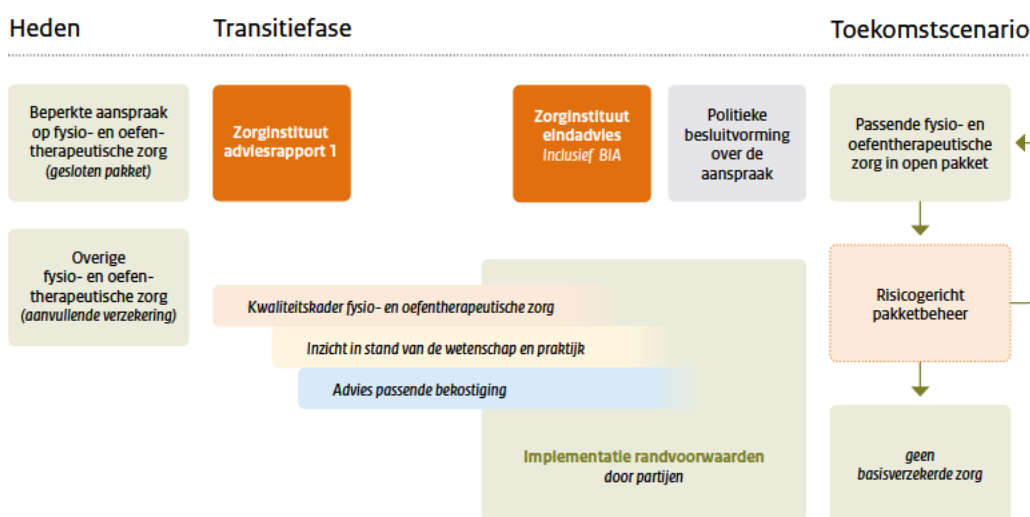 Heden
Transitiefase
Toekomstscenario
Beperkte aanspraak
op fysio- en oefen-
therapeutische zorg
(gesloten pakket)
Zorginstituut
adviesrapport 1
Zorginstituut
eindadvies
Inclusief BIA
Politieke
besluitvorming
over de
aanspraak
Passende fysio- en
oefentherapeutische
zorg in open pakket
Overige
fysio- en oefen-
therapeutische zorg
(aanvullende verzekering)
Kwaliteitskader fysio- en oefentherapeutische zorg
Inzicht in stand van de wetenschap en praktijk
Advies passende bekostiging
Implementatie randvoorwaarden
door partijen
Risicogericht
pakketbeheer
geen
basisverzekerde zorg